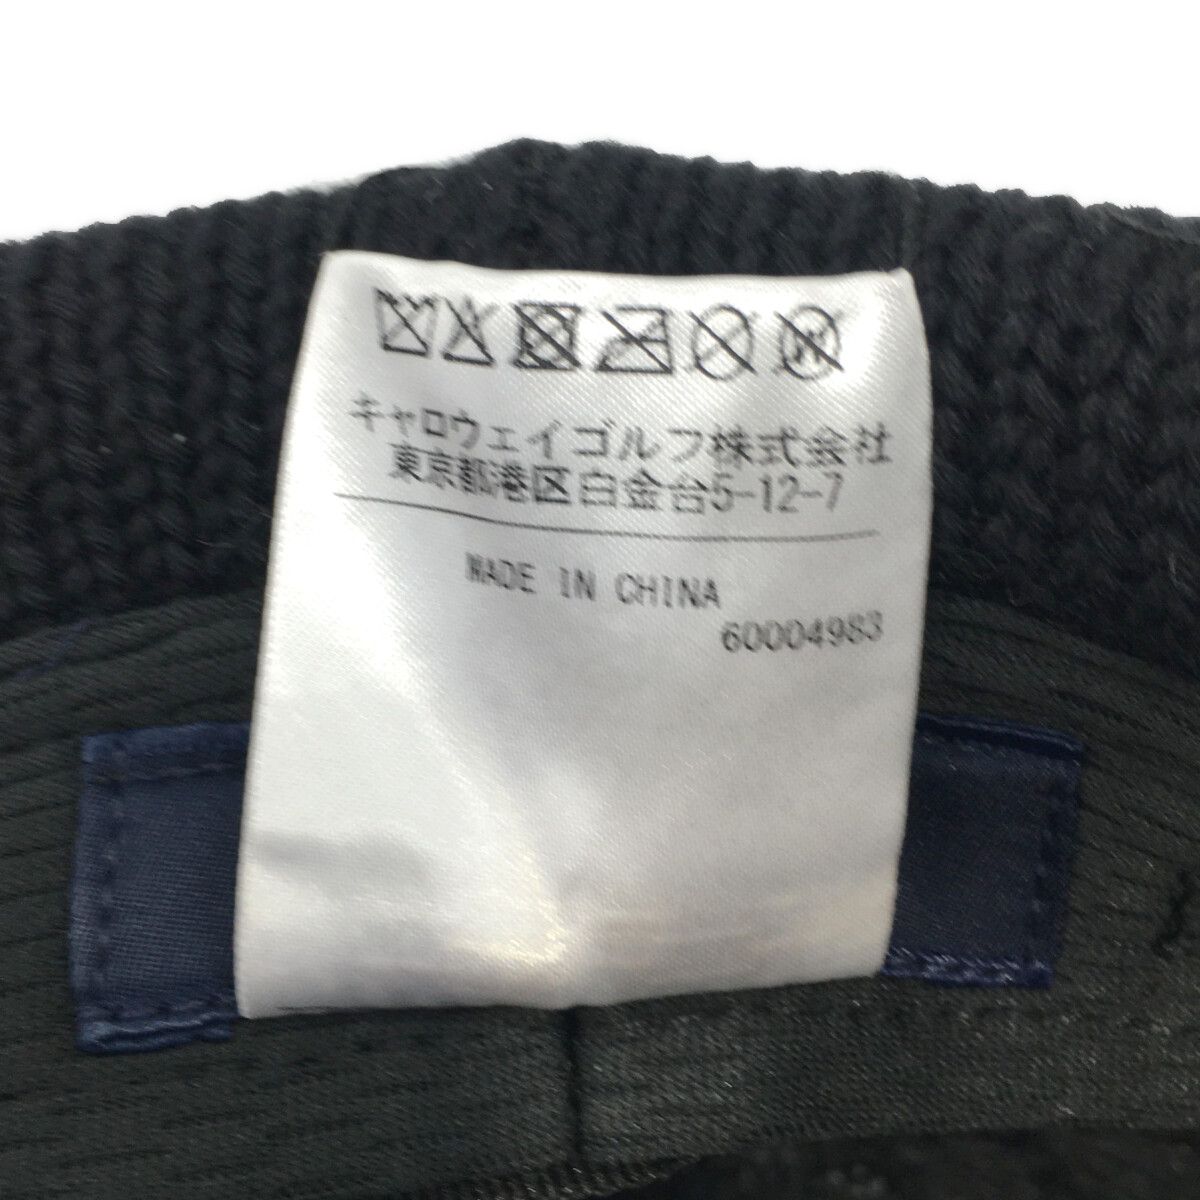 キャロウェイゴルフ株式会社
東京都港区白金台5-12-7
MADE IN CHINA
60004983